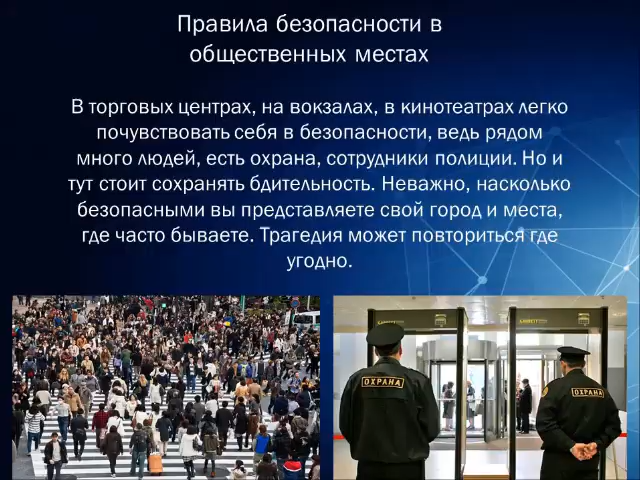 Правила безопасности в
общественных местах
В торговых центрах, на вокзалах, в кинотеатрах легко
почувствовать себя в безопасности, ведь рядом
много людей, есть охрана, сотрудники полиции. Но и
тут стоит сохранять бдительность. Неважно, насколько
безопасными вы представляете свой город и места,
где часто бываете. Трагедия может повториться где
угодно.
GARRETT
GARRETT
ОХРАНА
ОХРАНА